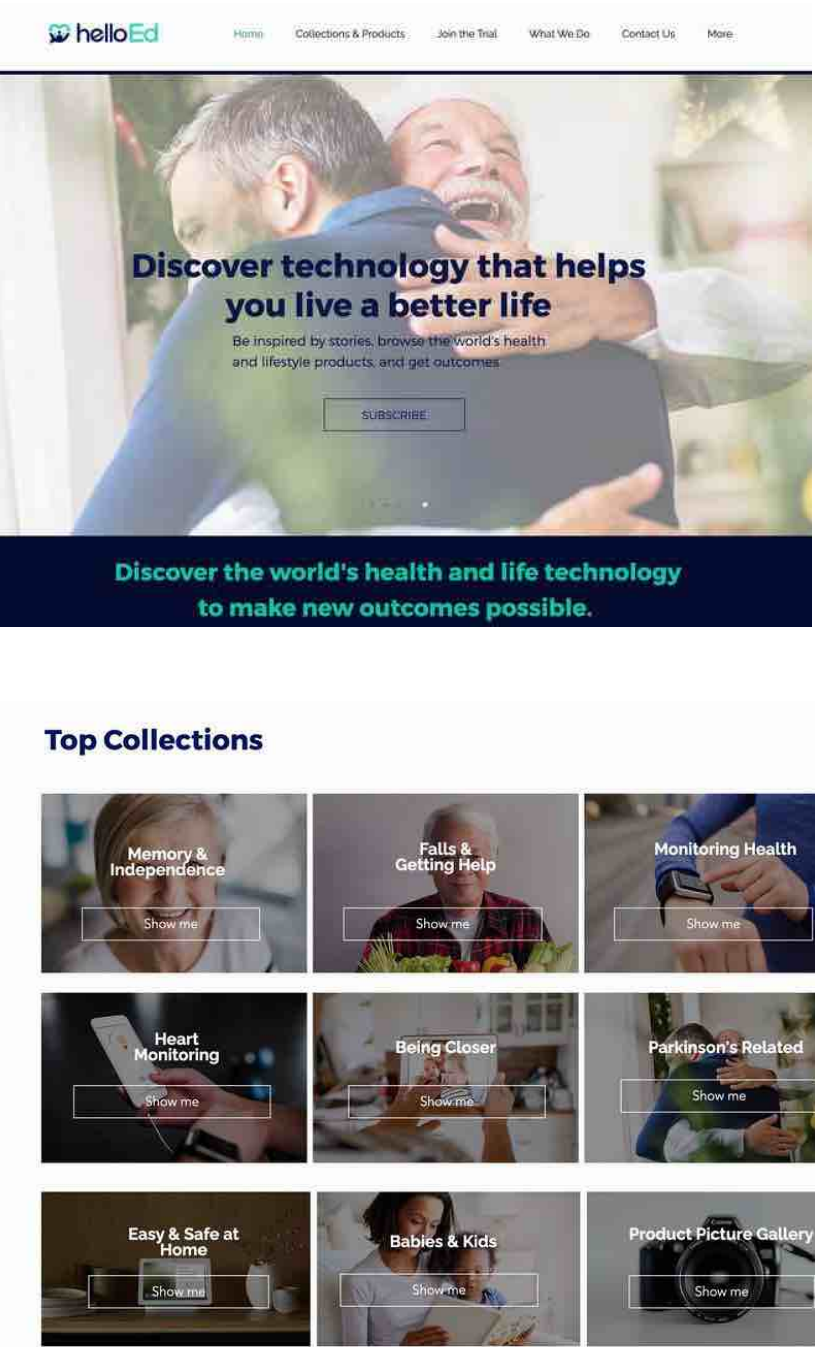 helloEd
Home Collections & Products Join the Trial What We Do Contact Us More
Discover technology that helps
you live a better life
Be inspired by stories, browse the world's health
and lifestyle products, and get outcomes
SUBSCRIBE
Discover the world's health and life technology
to make new outcomes possible.
Top Collections
Memory &
Independence
Show me
Falls &
Getting Help
Show me
Monitoring Health
Show me
Heart
Monitoring
Show me
Being Closer
Show me
Parkinson's Related
Show me
Easy & Safe at
Home
Show me
Babies & Kids
Show me
Product Picture Gallery
Canon
Show me